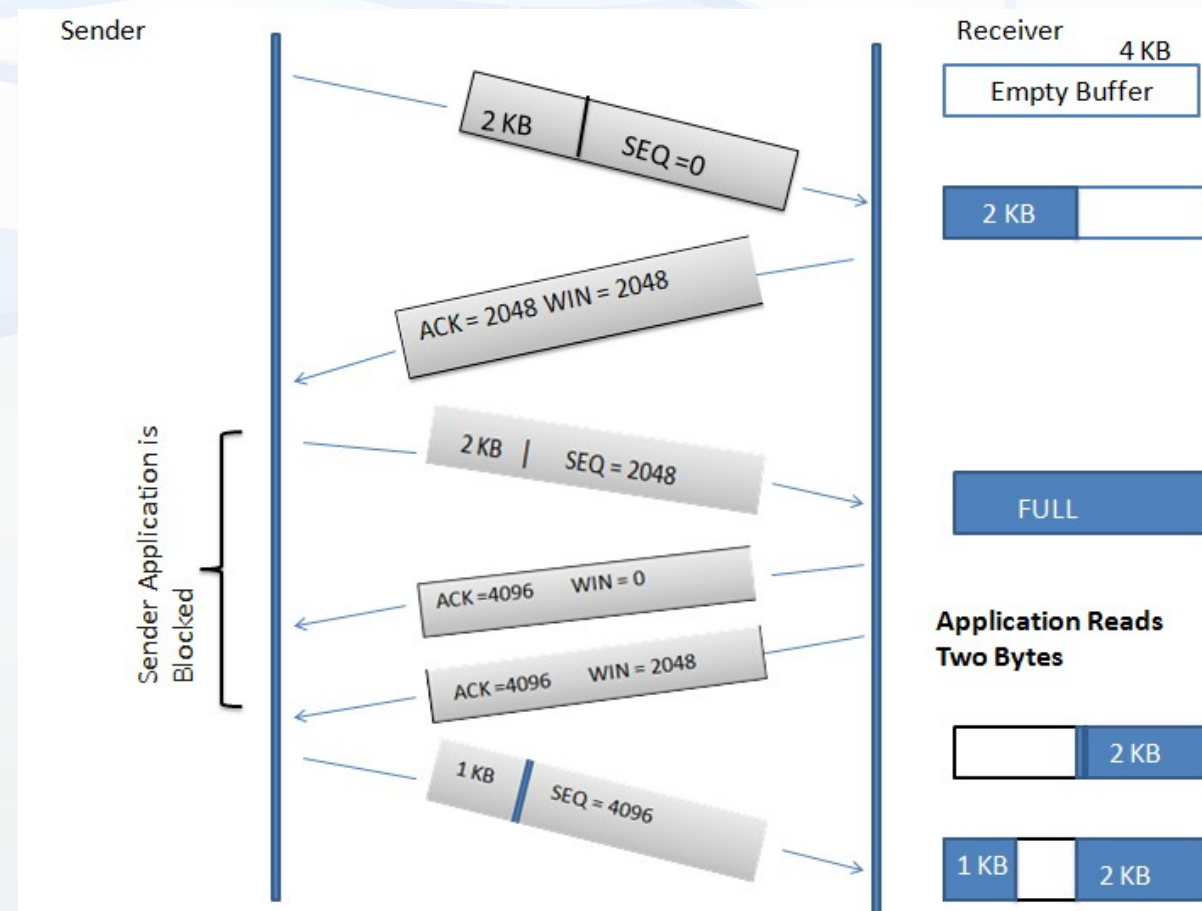 Sender
Receiver
4 KB
Empty Buffer
2 KB
SEQ =0
2 KB
ACK = 2048 WIN = 2048
2 KB | SEQ = 2048
FULL
Sender Application is
Blocked
ACK =4096 WIN = 0
Application Reads
Two Bytes
ACK =4096 WIN = 2048
2 KB
1 KB
SEQ = 4096
1 KB
2 KB